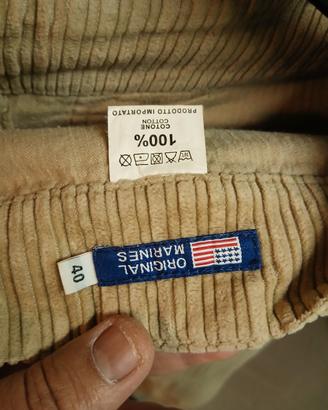 100%
COTONE
COTTON
PRODOTTO IMPORTATO
ORIGINAL
MARINES
40